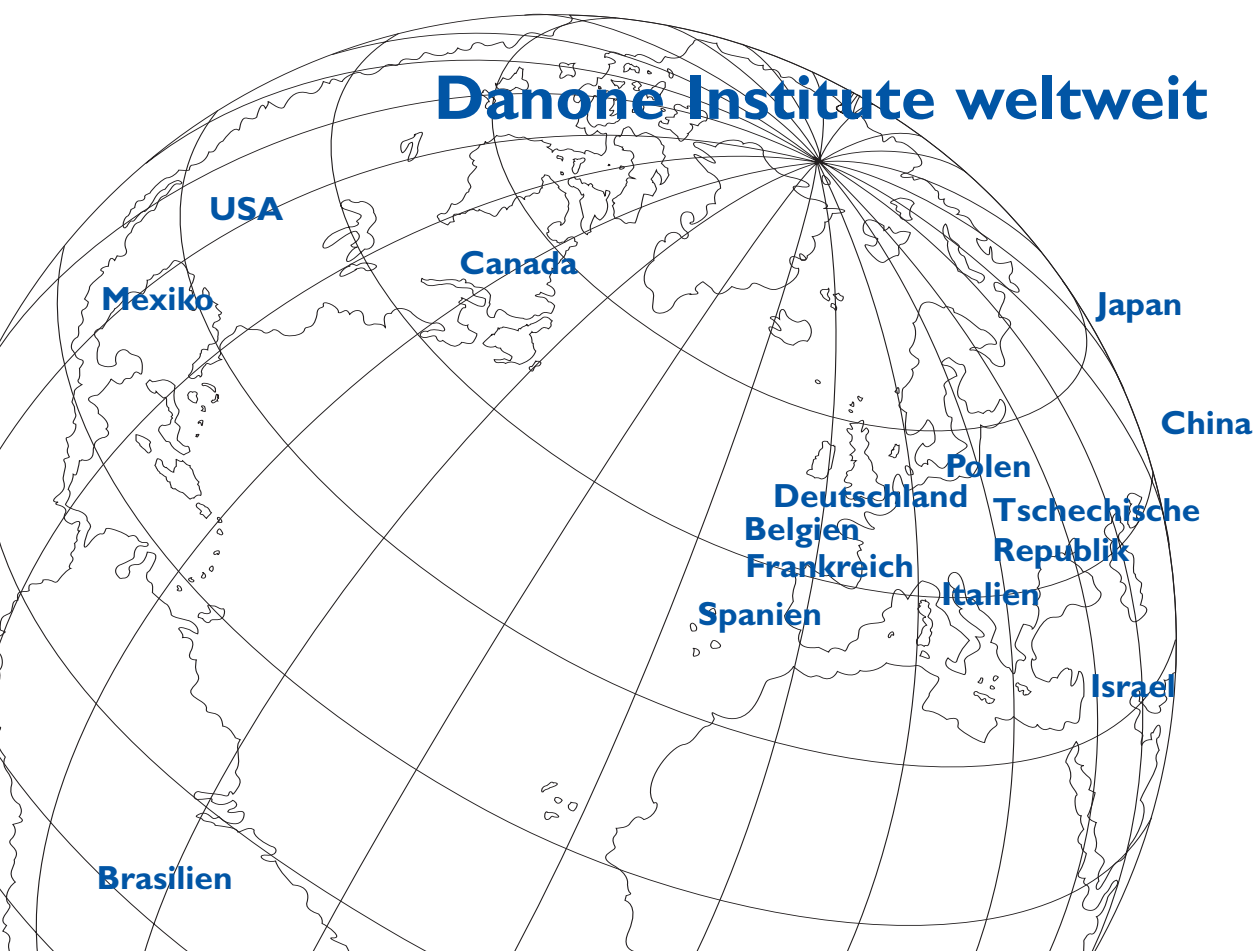 Danone Institute weltweit
USA
Canada
Mexiko
Japan
China
Polen
Deutschland
Tschechische
Belgien
Republik
Frankreich
Italien
Spanien
Israel
Brasilien